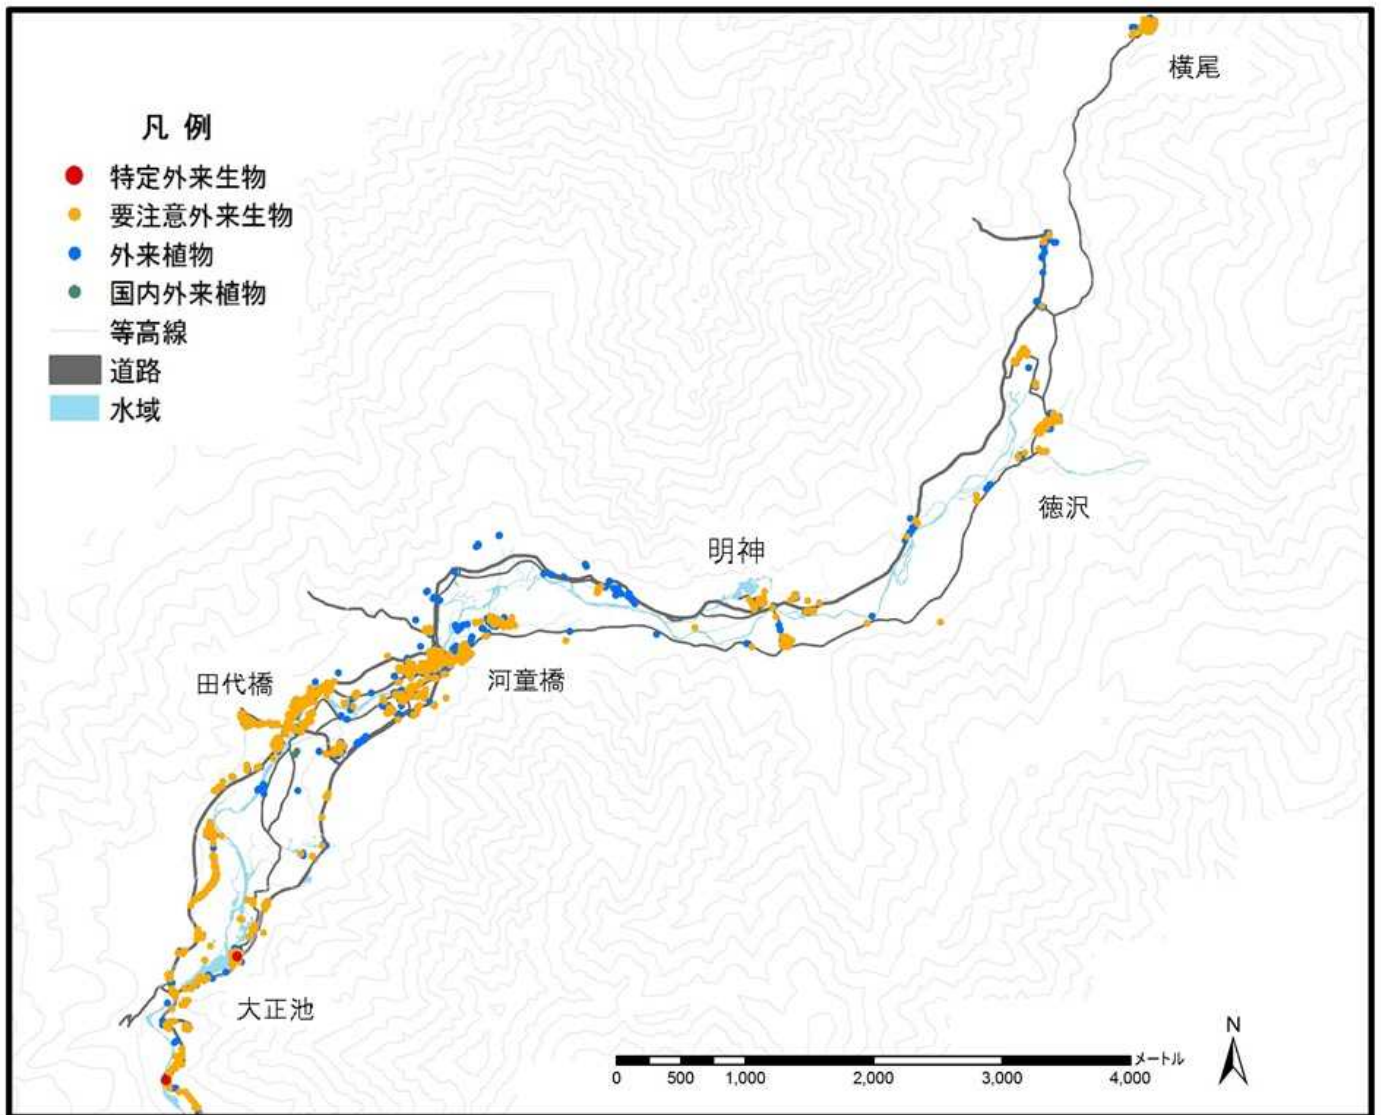 横尾
凡 例
特定外来生物
要注意外来生物
外来植物
国内外来植物
等高線
道路
水域
徳沢
明神
田代橋
河童橋
大正池
N
メートル
0 500 1,000 2,000 3,000 4,000